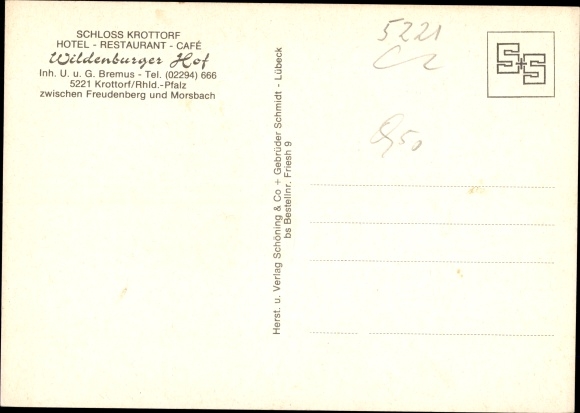 SCHLOSS KROTTORF
HOTEL - RESTAURANT - CAFÉ
Wildenburger Hof
Inh. U. u. G. Bremus - Tel. (02294) 666
5221 Krottorf/Rhld.-Pfalz
zwischen Freudenberg und Morsbach
Herst. u. Verlag Schöning & Co + Gebrüder Schmidt - Lübeck
bs Bestellnr. Friesh 9
5221
S+S